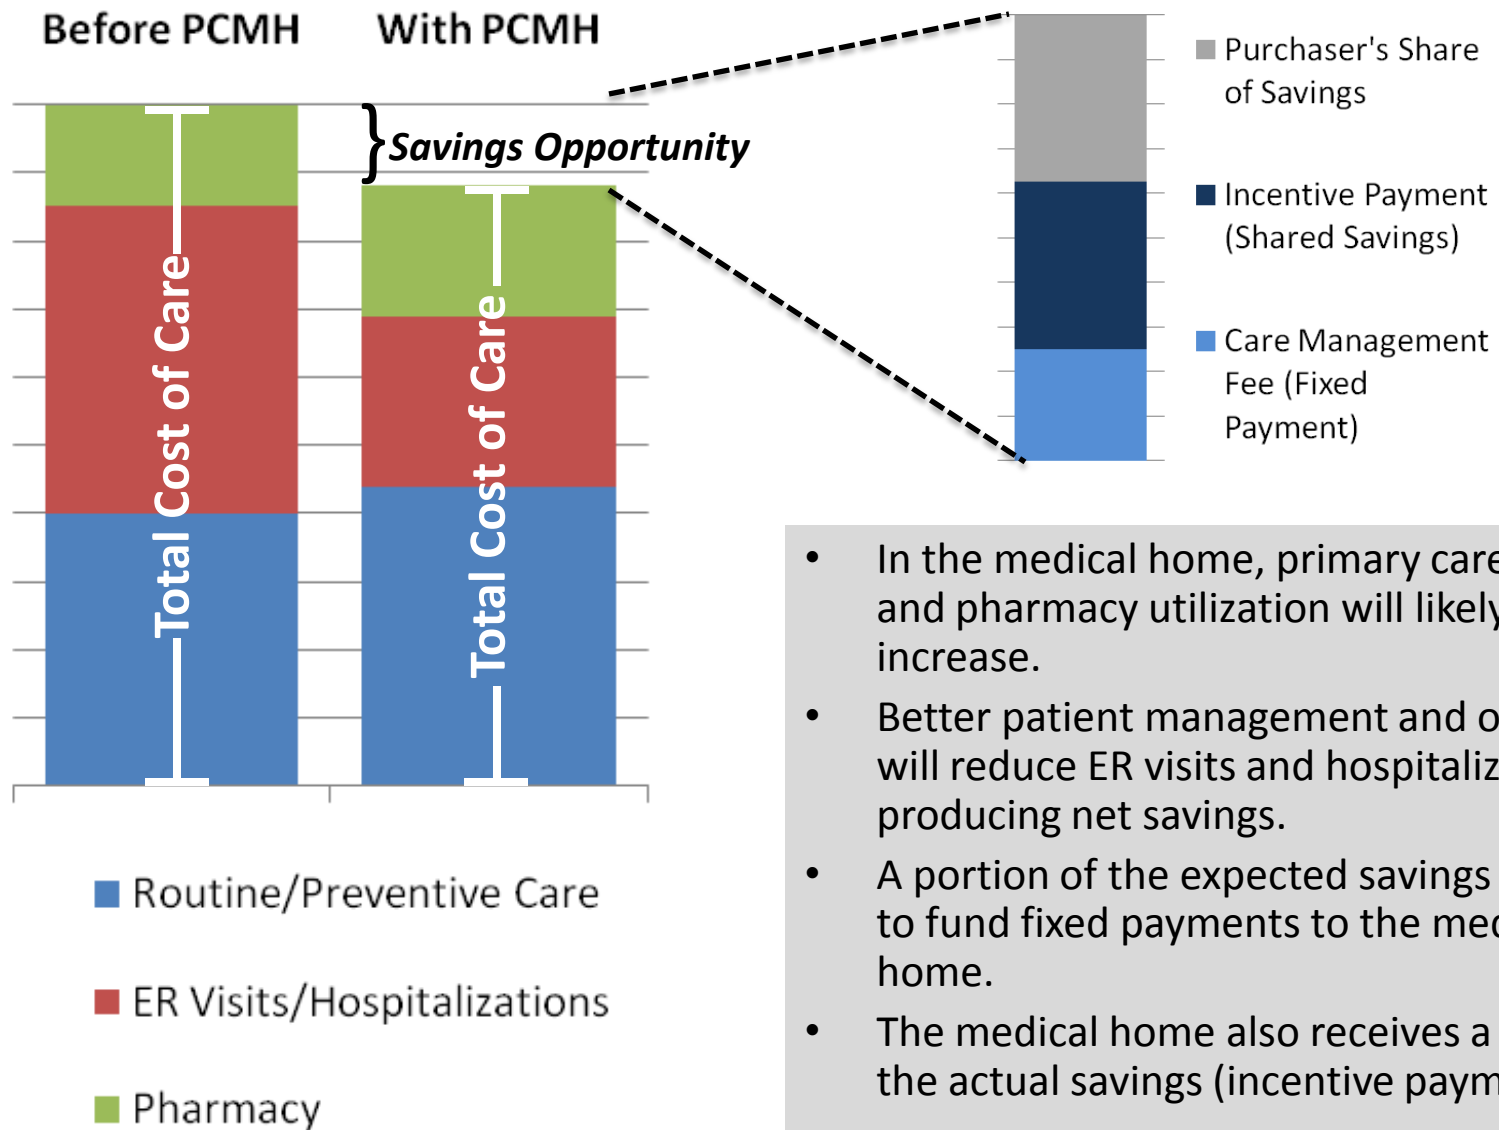 Before PCMH
With PCMH
} Savings Opportunity
Total Cost of Care
Total Cost of Care
Routine/Preventive Care
ER Visits/Hospitalizations
Pharmacy
Purchaser's Share
of Savings
Incentive Payment
(Shared Savings)
Care Management
Fee (Fixed
Payment)
• In the medical home, primary care
and pharmacy utilization will likely
increase.
• Better patient management and
will reduce ER visits and
producing net savings.
• A portion of the expected savings
to fund fixed payments to the
home.
• The medical home also receives a
the actual savings (incentive